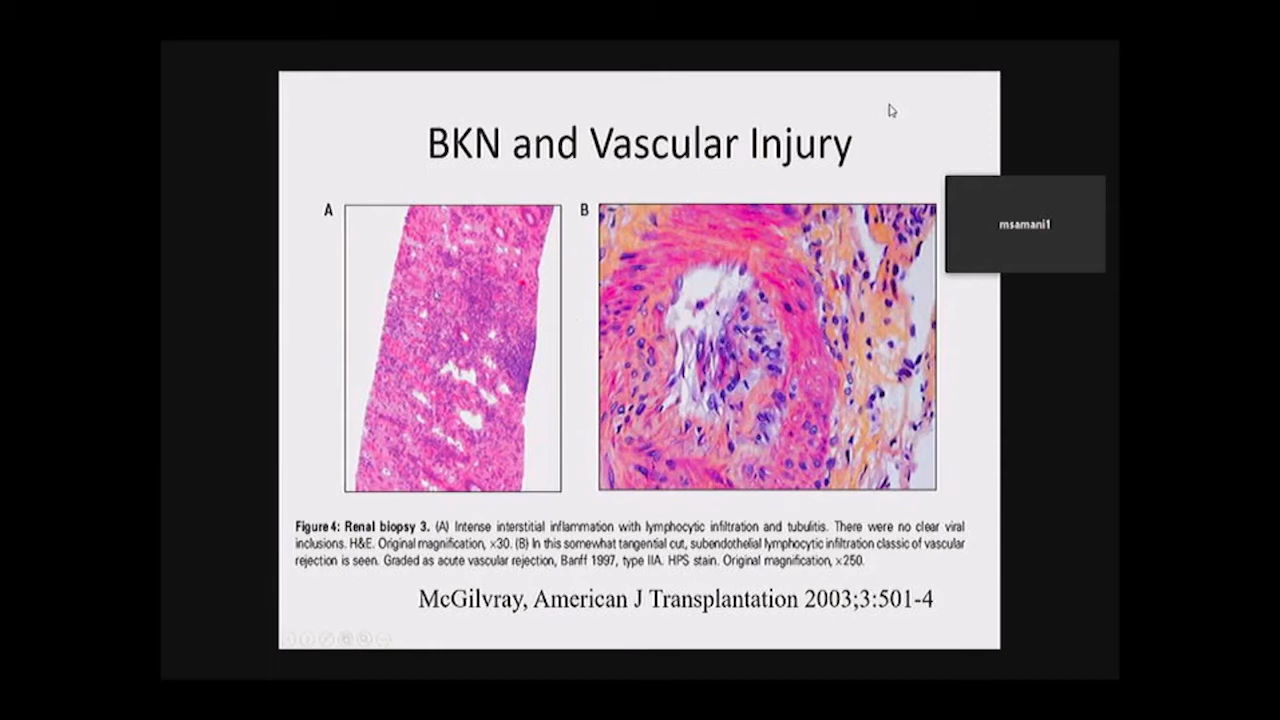 BKN and Vascular Injury
A
B
msamani1
Figure 4: Renal biopsy 3. (A) Intense interstitial inflammation with lymphocytic infiltration and tubulitis. There were no clear viral
inclusions. H&E. Original magnification, ×30. (B) In this somewhat tangential cut, subendothelial lymphocytic infiltration classic of vascular
rejection is seen. Graded as acute vascular rejection, Banff 1997, type IIA. HPS stain. Original magnification, ×250.
McGilvray, American J Transplantation 2003;3:501-4